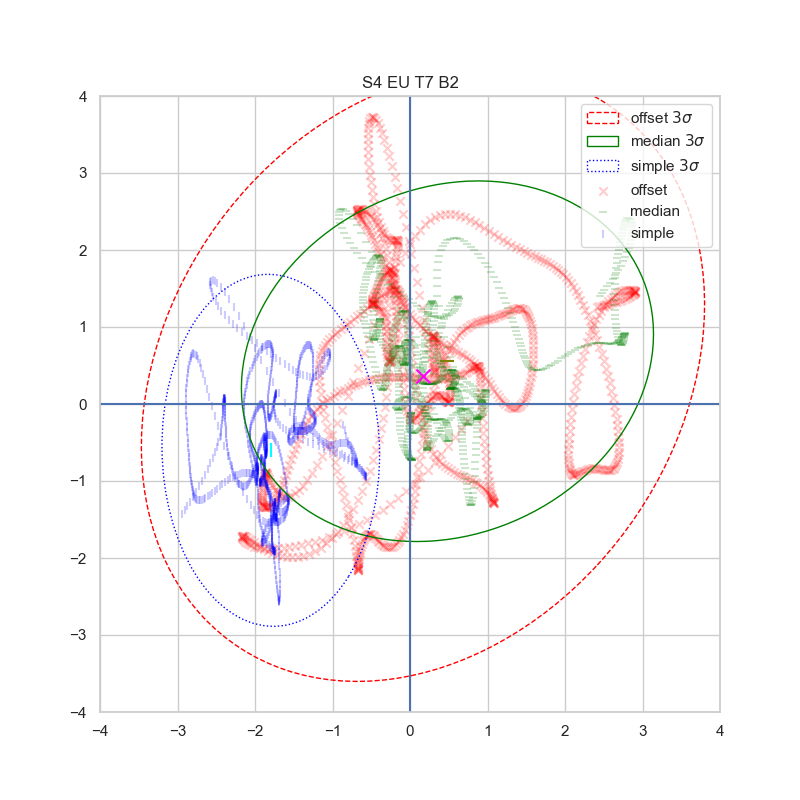 S4 EU T7 B2
offset 3σ
median 3σ
simple 3σ
offset
median
simple
4
3
2
1
0
−1
−2
−3
−4
−4 −3 −2 −1 0 1 2 3 4